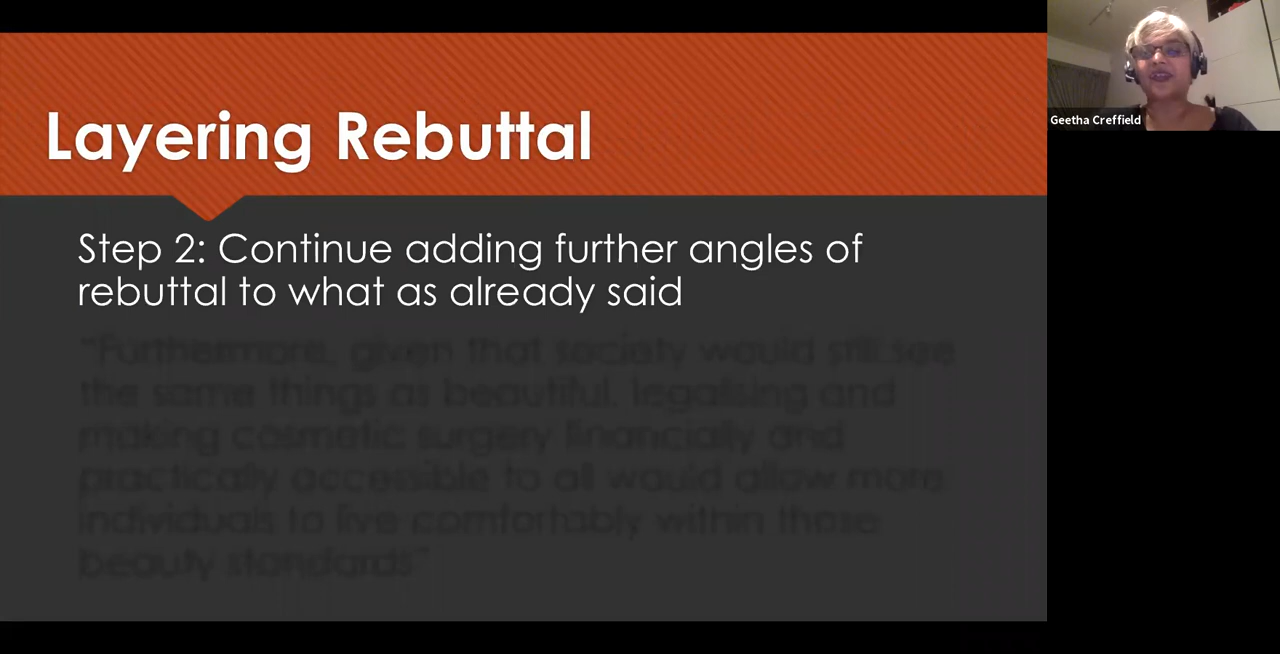 Layering Rebuttal
Step 2: Continue adding further angles of
rebuttal to what as already said
"Furthermore, given that society would still see
the same things as beautiful, legalising and
making cosmetic surgery financially and
practically accessible to all would allow more
individuals to live comfortably within these
beauty standards"
Geetha Creffield